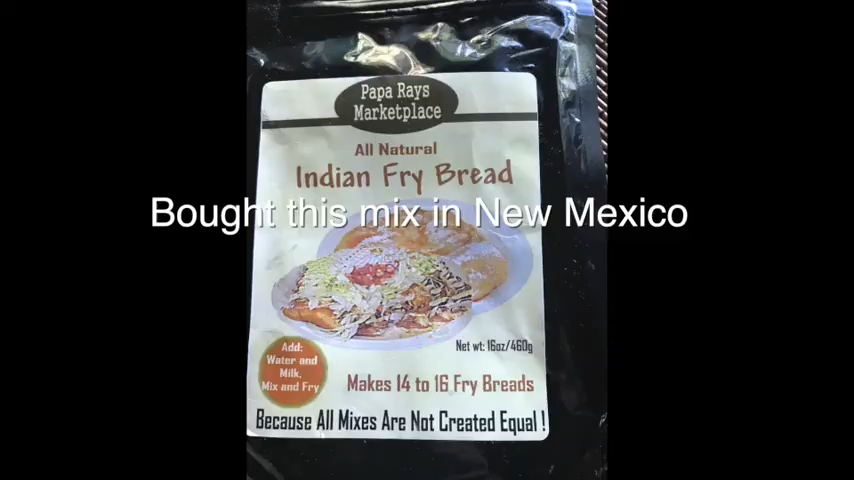 Papa Rays
Marketplace
All Natural
Indian Fry Bread
Bought this mix in New Mexico
Net wt: 16oz/460g
Add:
Water and
Milk,
Mix and Fry
Makes 14 to 16 Fry Breads
Because All Mixes Are Not Created Equal !